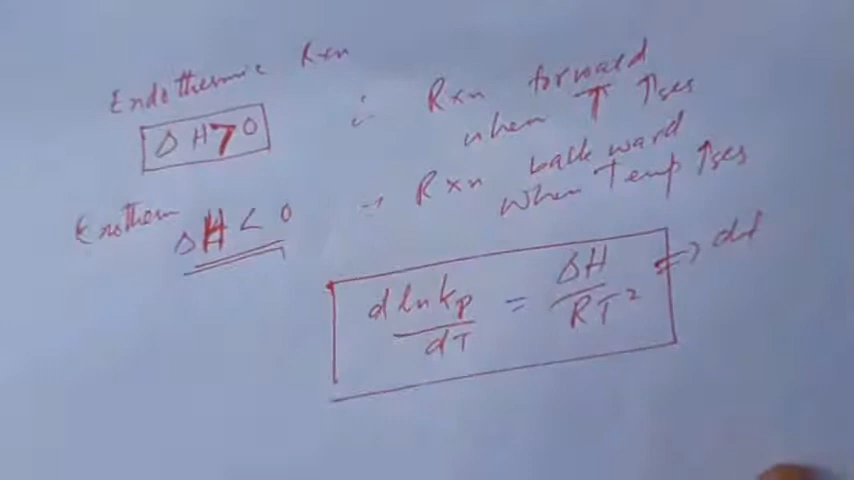 Endothermic Rxn
ΔH>0
: Rxn forward
when T ↑ses
Exothem ΔH < 0
→ Rxn backward
when Temp ↑ses
d ln kp / dT = ΔH / RT² ⇒